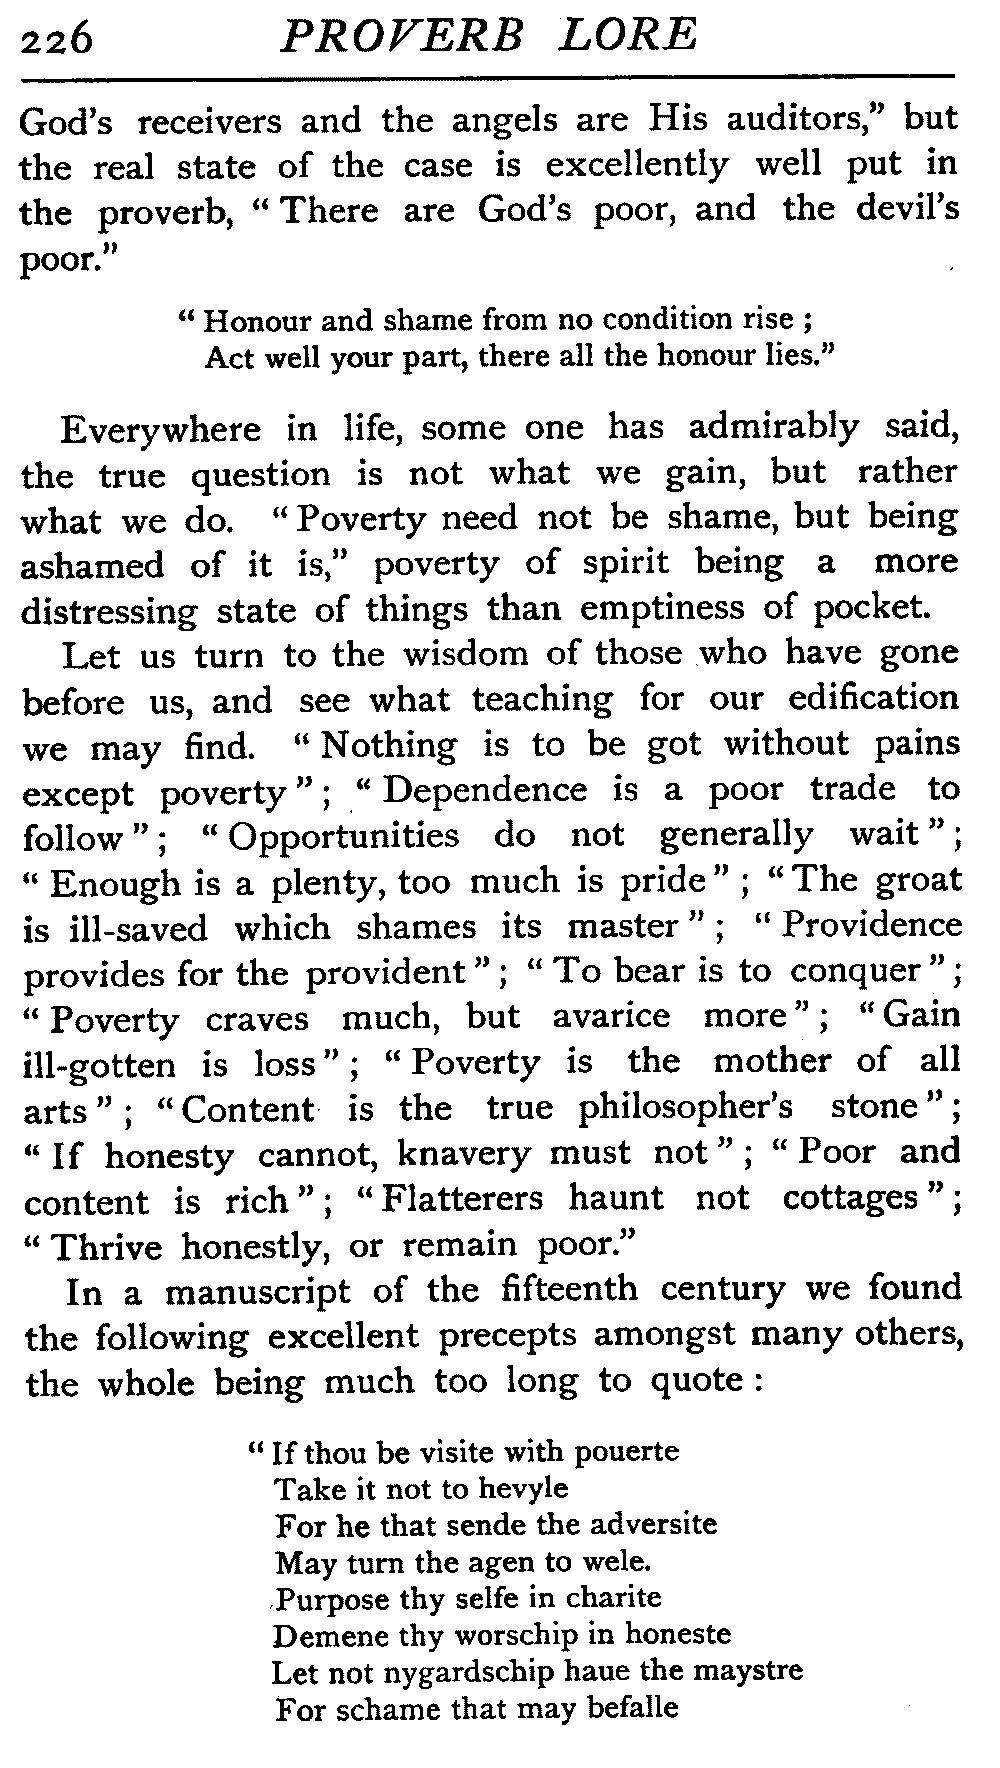 226 PROVERB LORE
God's receivers and the angels are His auditors," but
the real state of the case is excellently well put in
the proverb, "There are God's poor, and the devil's
poor."
"Honour and shame from no condition rise ;
Act well your part, there all the honour lies."
Everywhere in life, some one has admirably said,
the true question is not what we gain, but rather
what we do. "Poverty need not be shame, but being
ashamed of it is," poverty of spirit being a more
distressing state of things than emptiness of pocket.
Let us turn to the wisdom of those who have gone
before us, and see what teaching for our edification
we may find. "Nothing is to be got without pains
except poverty" ; "Dependence is a poor trade to
follow" ; "Opportunities do not generally wait" ;
"Enough is a plenty, too much is pride" ; "The groat
is ill-saved which shames its master" ; "Providence
provides for the provident" ; "To bear is to conquer" ;
"Poverty craves much, but avarice more" ; "Gain
ill-gotten is loss" ; "Poverty is the mother of all
arts" ; "Content is the true philosopher's stone" ;
"If honesty cannot, knavery must not" ; "Poor and
content is rich" ; "Flatterers haunt not cottages" ;
"Thrive honestly, or remain poor."
In a manuscript of the fifteenth century we found
the following excellent precepts amongst many others,
the whole being much too long to quote :
"If thou be visite with pouerte
Take it not to hevyle
For he that sende the adversite
May turn the agen to wele.
Purpose thy selfe in charite
Demene thy worschip in honeste
Let not nygardschip haue the maystre
For schame that may befalle